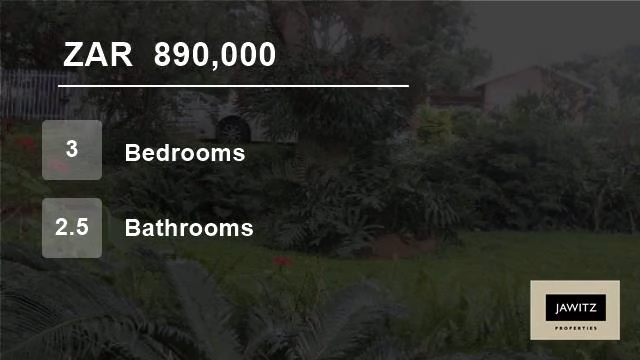 ZAR 890,000
3
Bedrooms
2.5
Bathrooms
JAWITZ
PROPERTIES